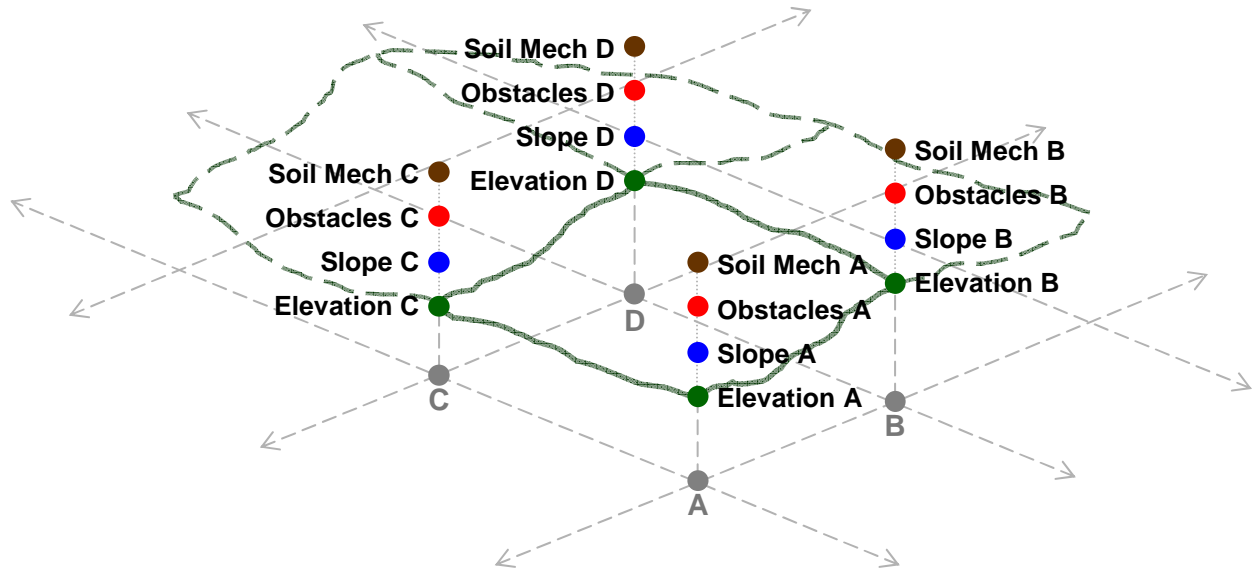 Soil Mech D
Obstacles D
Slope D
Elevation D
Soil Mech C
Obstacles C
Slope C
Elevation C
Soil Mech B
Obstacles B
Slope B
Elevation B
Soil Mech A
Obstacles A
Slope A
Elevation A
D
C
B
A